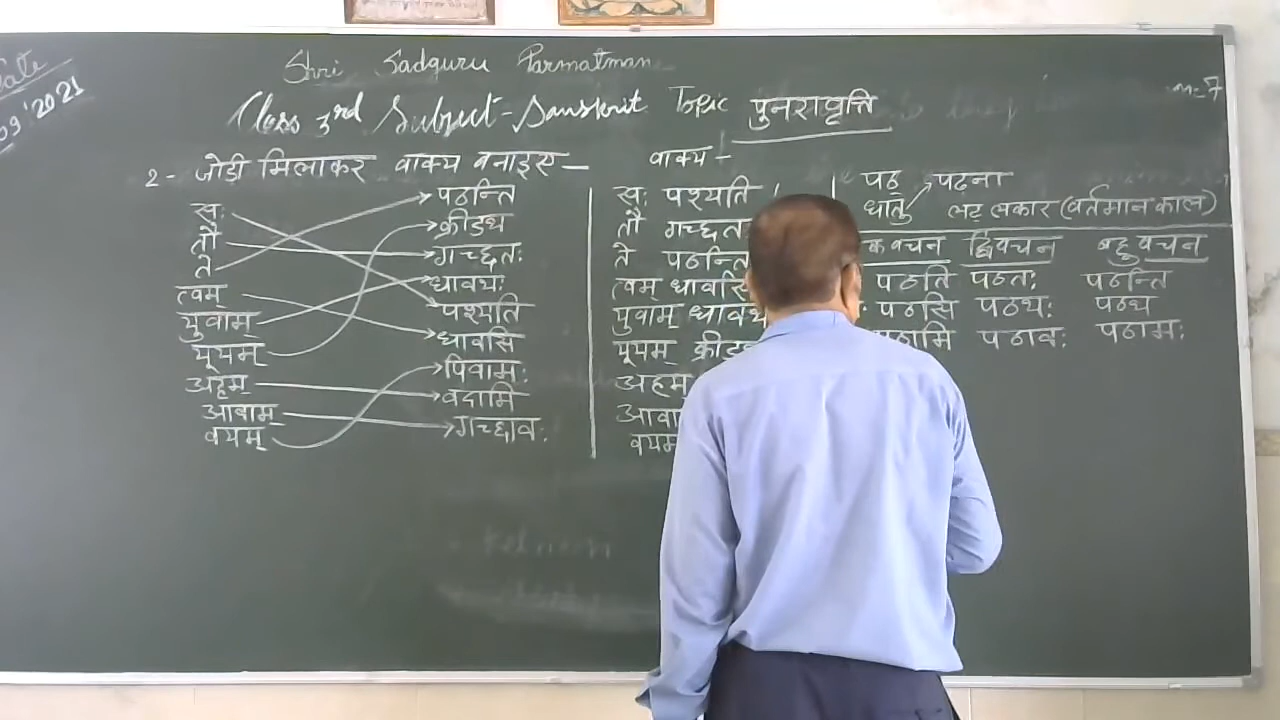 ate
09'2021
Shri Sadguru Parmatman
Class 3rd Subject - Sanskrit Topic पुनरावृत्ति
m-7
2- जोड़ी मिलाकर वाक्य बनाइए—
सः
तौ
ते
त्वम्
युवाम्
यूयम्
अहम्
आवाम्
वयम्
पठन्ति
क्रीडथ
गच्छतः
धावथः
पश्यति
धावसि
पिवामः
वदामि
गच्छावः
वाक्य -
सः पश्यति ।
तौ गच्छत
ते पठन्ति
त्वम् धावसि
युवाम् धावथ
यूयम् क्रीड
अहम्
आवा
वयम
पठ् पढ़ना
धातु लट् लकार (वर्तमान काल)
कवचन द्विवचन बहुवचन
पठति पठतः पठन्ति
पठसि पठथः पठथ
पठामि पठावः पठामः